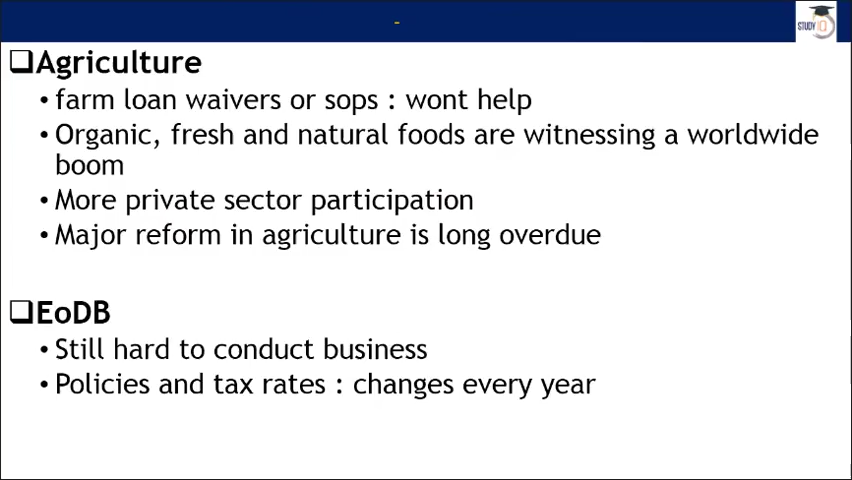 -
STUDY IQ
❑Agriculture
• farm loan waivers or sops : wont help
• Organic, fresh and natural foods are witnessing a worldwide
boom
• More private sector participation
• Major reform in agriculture is long overdue
❑EoDB
• Still hard to conduct business
• Policies and tax rates : changes every year